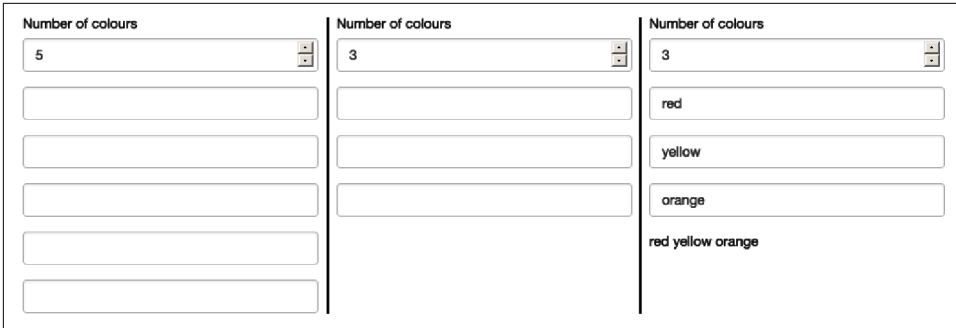 Number of colours
5
Number of colours
3
Number of colours
3
red
yellow
orange
red yellow orange